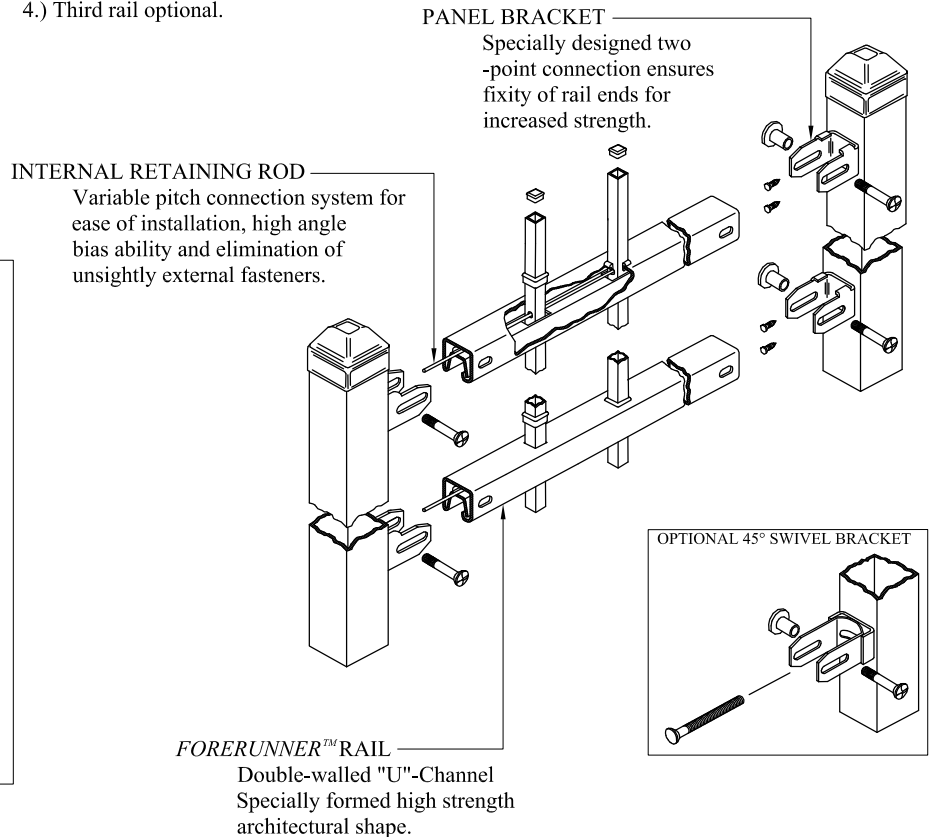 4.) Third rail optional.
PANEL BRACKET
Specially designed two
-point connection ensures
fixity of rail ends for
increased strength.
INTERNAL RETAINING ROD
Variable pitch connection system for
ease of installation, high angle
bias ability and elimination of
unsightly external fasteners.
OPTIONAL 45° SWIVEL BRACKET
FORERUNNER™ RAIL
Double-walled "U"-Channel
Specially formed high strength
architectural shape.